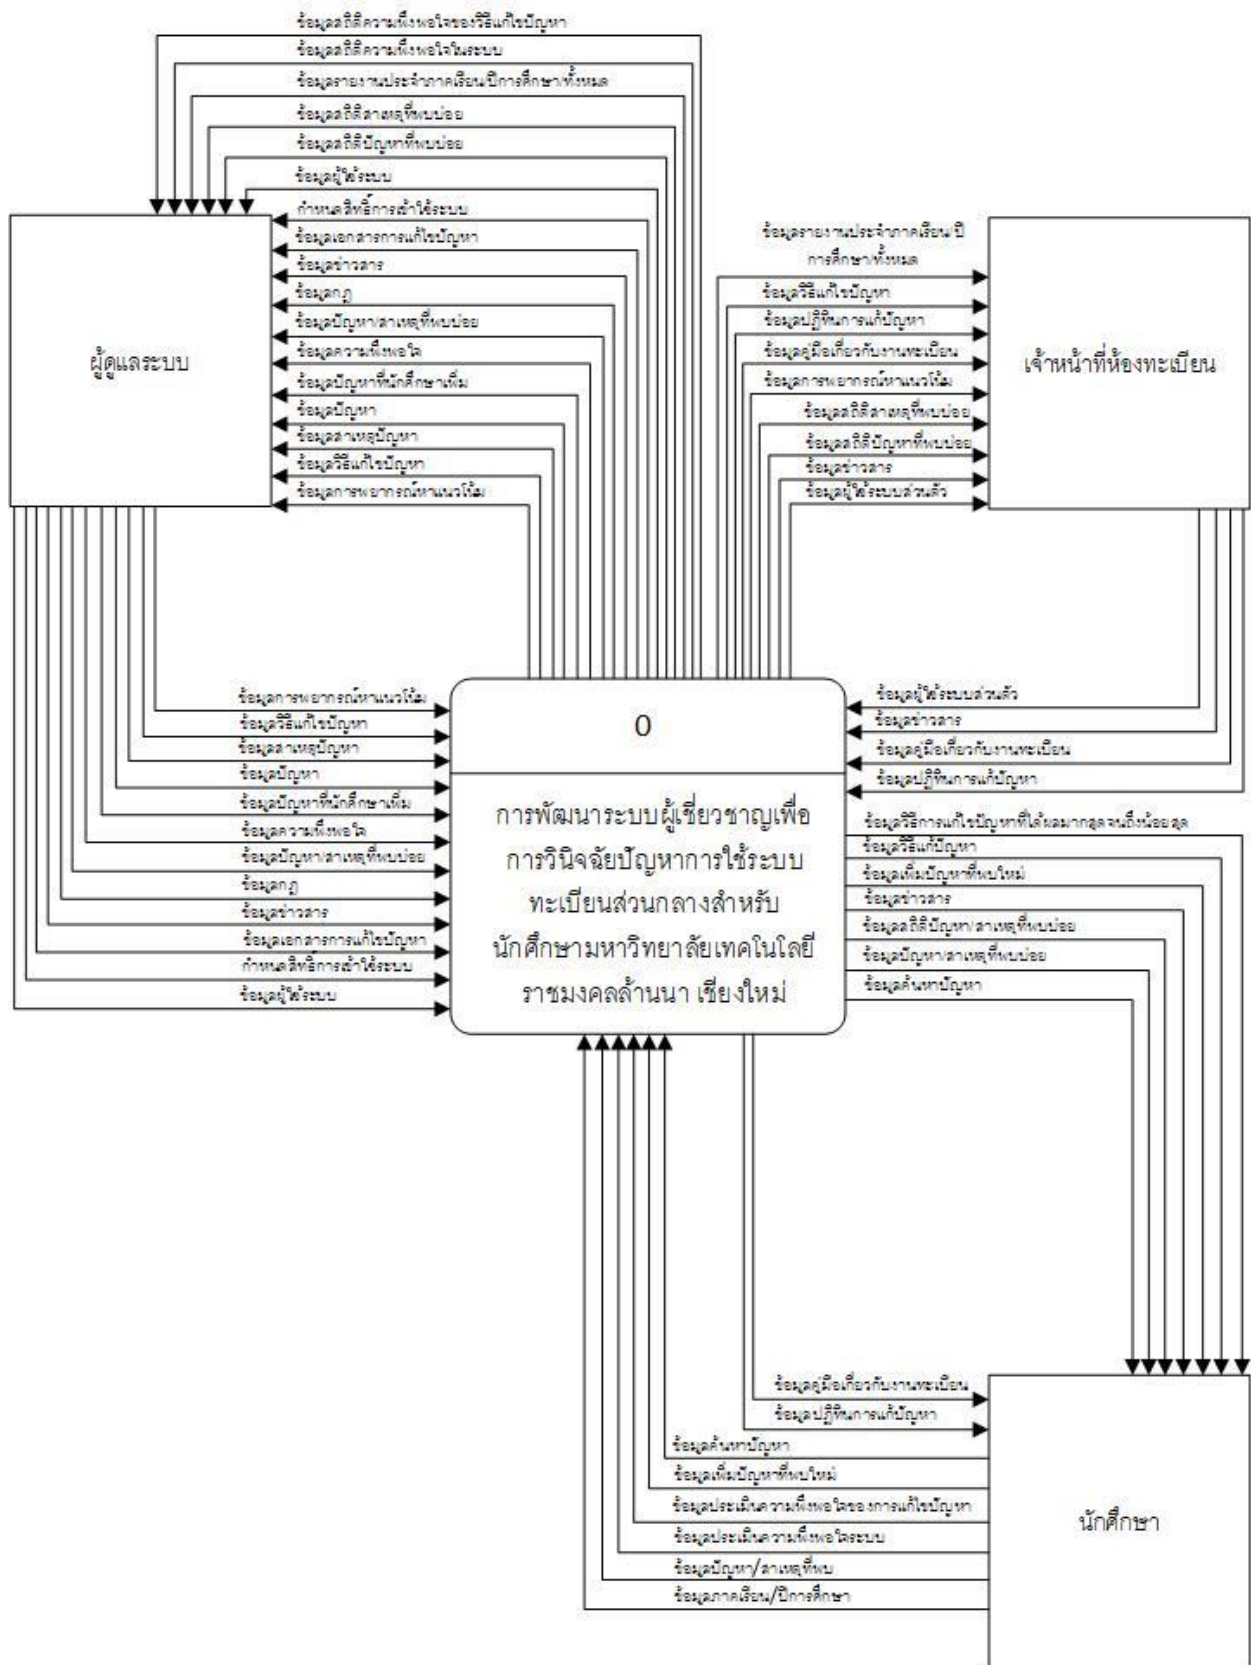 ข้อมูลสถิติความพึงพอใจของวิธีแก้ไขปัญหา
ข้อมูลสถิติความพึงพอใจในระบบ
ข้อมูลรายงานประจำภาคเรียน/ปีการศึกษา/ทั้งหมด
ข้อมูลสถิติสาเหตุที่พบบ่อย
ข้อมูลสถิติปัญหาที่พบบ่อย
ข้อมูลผู้ใช้ระบบ
กำหนดสิทธิ์การเข้าใช้ระบบ
ข้อมูลเอกสารการแก้ไขปัญหา
ข้อมูลข่าวสาร
ข้อมูลกฎ
ข้อมูลปัญหา/สาเหตุที่พบบ่อย
ข้อมูลความพึงพอใจ
ข้อมูลปัญหาที่นักศึกษาเพิ่ม
ข้อมูลปัญหา
ข้อมูลสาเหตุปัญหา
ข้อมูลวิธีแก้ไขปัญหา
ข้อมูลการพยากรณ์หาแนวโน้ม
ผู้ดูแลระบบ
ข้อมูลรายงานประจำภาคเรียน/ปี
การศึกษา/ทั้งหมด
ข้อมูลวิธีแก้ไขปัญหา
ข้อมูลปฏิทินการแก้ปัญหา
ข้อมูลคู่มือเกี่ยวกับงานทะเบียน
ข้อมูลการพยากรณ์หาแนวโน้ม
ข้อมูลสถิติสาเหตุที่พบบ่อย
ข้อมูลสถิติปัญหาที่พบบ่อย
ข้อมูลข่าวสาร
ข้อมูลผู้ใช้ระบบส่วนตัว
เจ้าหน้าที่ห้องทะเบียน
ข้อมูลการพยากรณ์หาแนวโน้ม
ข้อมูลวิธีแก้ไขปัญหา
ข้อมูลสาเหตุปัญหา
ข้อมูลปัญหา
ข้อมูลปัญหาที่นักศึกษาเพิ่ม
ข้อมูลความพึงพอใจ
ข้อมูลปัญหา/สาเหตุที่พบบ่อย
ข้อมูลกฎ
ข้อมูลข่าวสาร
ข้อมูลเอกสารการแก้ไขปัญหา
กำหนดสิทธิ์การเข้าใช้ระบบ
ข้อมูลผู้ใช้ระบบ
0
การพัฒนาระบบผู้เชี่ยวชาญเพื่อ
การวินิจฉัยปัญหาการใช้ระบบ
ทะเบียนส่วนกลางสำหรับ
นักศึกษามหาวิทยาลัยเทคโนโลยี
ราชมงคลล้านนา เชียงใหม่
ข้อมูลผู้ใช้ระบบส่วนตัว
ข้อมูลข่าวสาร
ข้อมูลคู่มือเกี่ยวกับงานทะเบียน
ข้อมูลปฏิทินการแก้ปัญหา
ข้อมูลวิธีการแก้ไขปัญหาที่ได้ผลมากสุดจนถึงน้อยสุด
ข้อมูลวิธีแก้ปัญหา
ข้อมูลเพิ่มปัญหาที่พบใหม่
ข้อมูลข่าวสาร
ข้อมูลสถิติปัญหา/สาเหตุที่พบบ่อย
ข้อมูลปัญหา/สาเหตุที่พบบ่อย
ข้อมูลค้นหาปัญหา
ข้อมูลคู่มือเกี่ยวกับงานทะเบียน
ข้อมูลปฏิทินการแก้ปัญหา
ข้อมูลค้นหาปัญหา
ข้อมูลเพิ่มปัญหาที่พบใหม่
ข้อมูลประเมินความพึงพอใจของการแก้ไขปัญหา
ข้อมูลประเมินความพึงพอใจระบบ
ข้อมูลปัญหา/สาเหตุที่พบ
ข้อมูลภาคเรียน/ปีการศึกษา
นักศึกษา